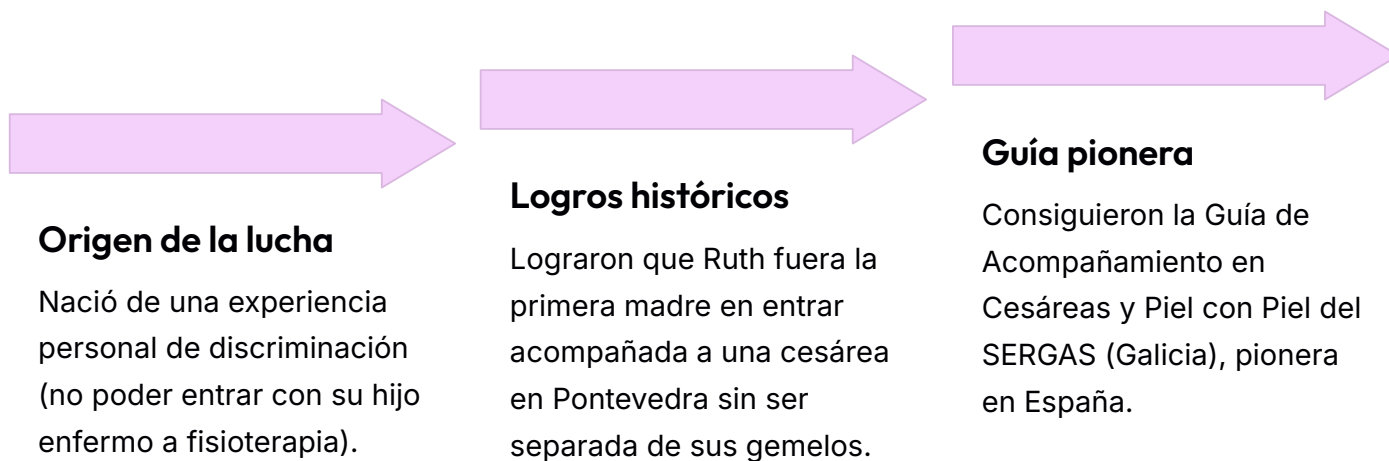 Origen de la lucha
Nació de una experiencia
personal de discriminación
(no poder entrar con su hijo
enfermo a fisioterapia).
Logros históricos
Lograron que Ruth fuera la
primera madre en entrar
acompañada a una cesárea
en Pontevedra sin ser
separada de sus gemelos.
Guía pionera
Consiguieron la Guía de
Acompañamiento en
Cesáreas y Piel con Piel del
SERGAS (Galicia), pionera
en España.